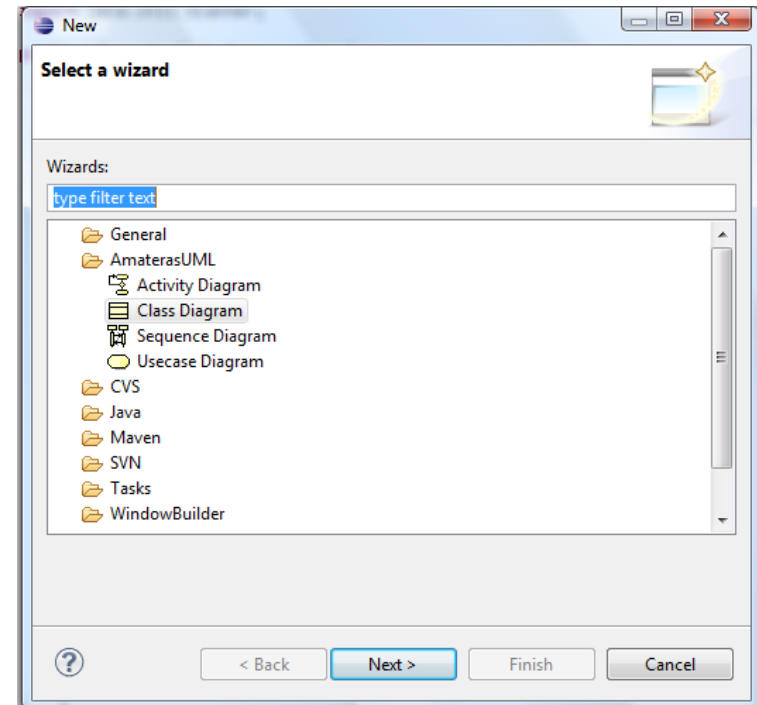 New
Select a wizard
Wizards:
type filter text
General
AmaterasUML
Activity Diagram
Class Diagram
Sequence Diagram
Usecase Diagram
CVS
Java
Maven
SVN
Tasks
WindowBuilder
?
< Back Next > Finish Cancel